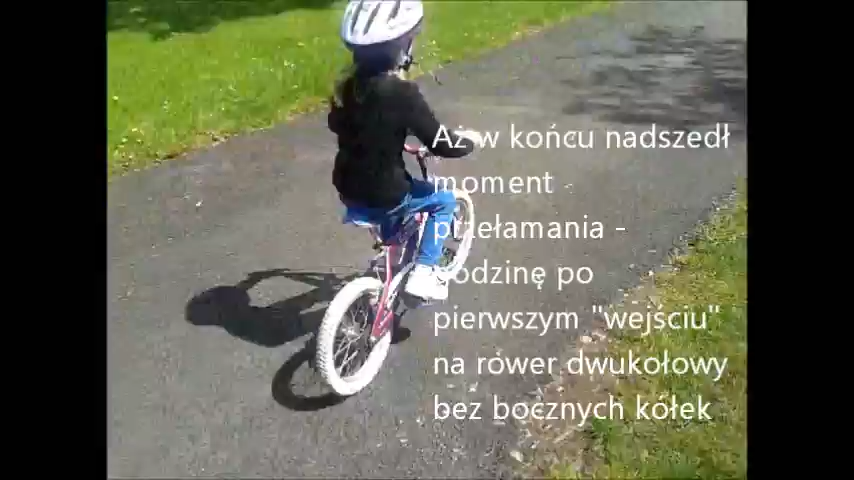 Aż w końcu nadszedł
moment
przełamania -
godzinę po
pierwszym "wejściu"
na rower dwukołowy
bez bocznych kółek